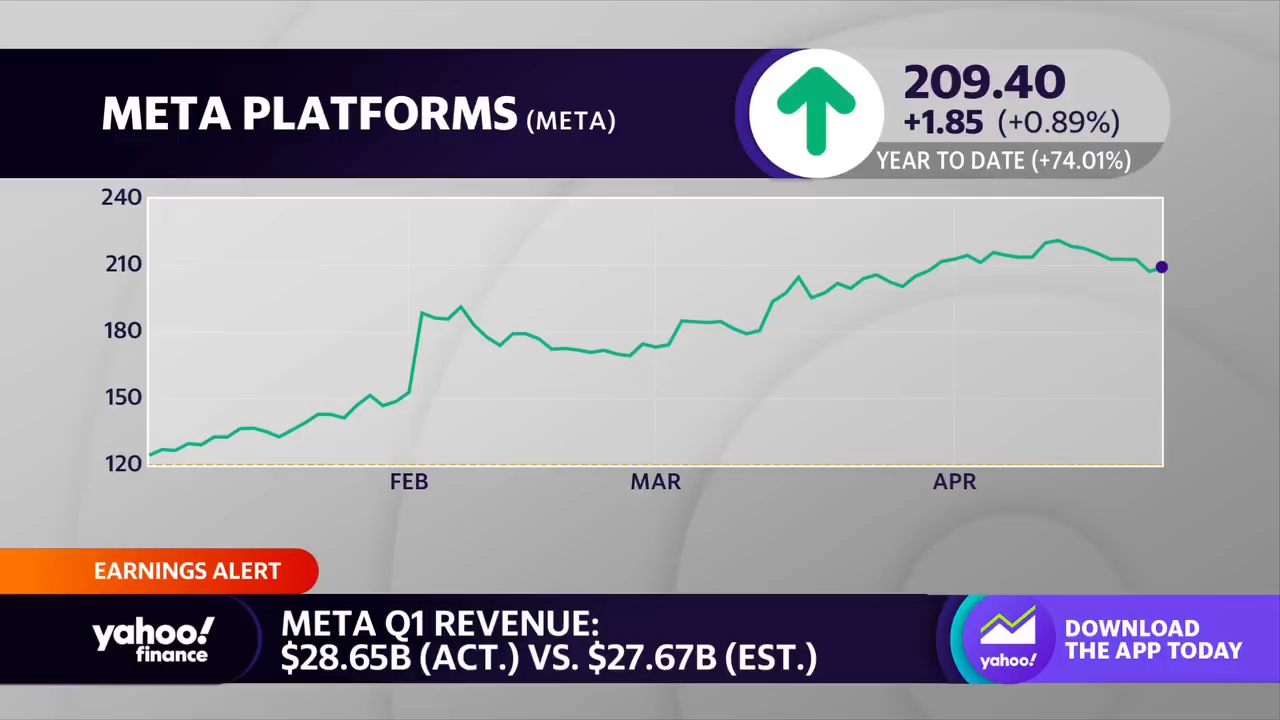 META PLATFORMS (META)
209.40
+1.85 (+0.89%)
YEAR TO DATE (+74.01%)
240
210
180
150
120
FEB MAR APR
EARNINGS ALERT
yahoo!
finance
META Q1 REVENUE:
$28.65B (ACT.) VS. $27.67B (EST.)
yahoo!
DOWNLOAD
THE APP TODAY